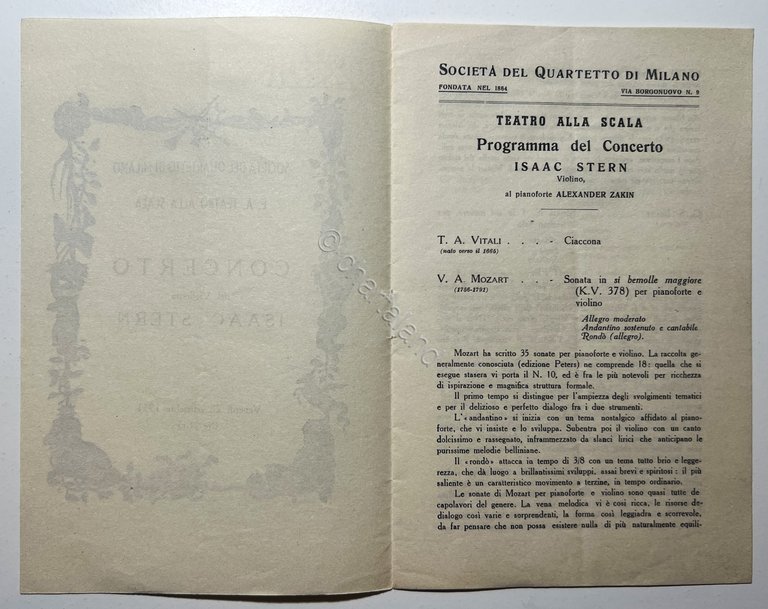 SOCIETÀ DEL QUARTETTO DI MILANO
FONDATA NEL 1864 VIA BORGONUOVO N. 9
TEATRO ALLA SCALA
Programma del Concerto
ISAAC STERN
Violino,
al pianoforte ALEXANDER ZAKIN
T. A. VITALI . . . - Ciaccona
(nato verso il 1665)
V. A. MOZART . . . - Sonata in si bemolle maggiore
(1756-1791) (K.V. 378) per pianoforte e
violino
Allegro moderato
Andantino sostenuto e cantabile
Rondò (allegro).
Mozart ha scritto 35 sonate per pianoforte e violino. La raccolta ge-
neralmente conosciuta (edizione Peters) ne comprende 18: quella che si
esegue stasera vi porta il N. 10, ed è fra le più notevoli per ricchezza
di ispirazione e magnifica struttura formale.
Il primo tempo si distingue per l'ampiezza degli svolgimenti tematici
e per il delizioso e perfetto dialogo fra i due strumenti.
L'« andantino » si inizia con un tema nostalgico affidato al piano-
forte, che vi insiste e lo sviluppa. Subentra poi il violino con un canto
dolcissimo e rassegnato, inframmezzato da slanci lirici che anticipano le
purissime melodie belliniane.
Il « rondò » attacca in tempo di 3/8 con un tema tutto brio e legge-
rezza, che dà luogo a brillantissimi sviluppi, assai brevi e spiritosi : il più
saliente è un caratteristico movimento a terzine, in tempo ordinario.
Le sonate di Mozart per pianoforte e violino sono quasi tutte de
capolavori del genere. La vena melodica vi è così ricca, le risorse de-
dialogo così varie e sorprendenti, la forma così leggiadra e scorrevole,
da far pensare che non possa esistere nulla di più naturalmente equili-
CONCERTO
ISAAC STERN